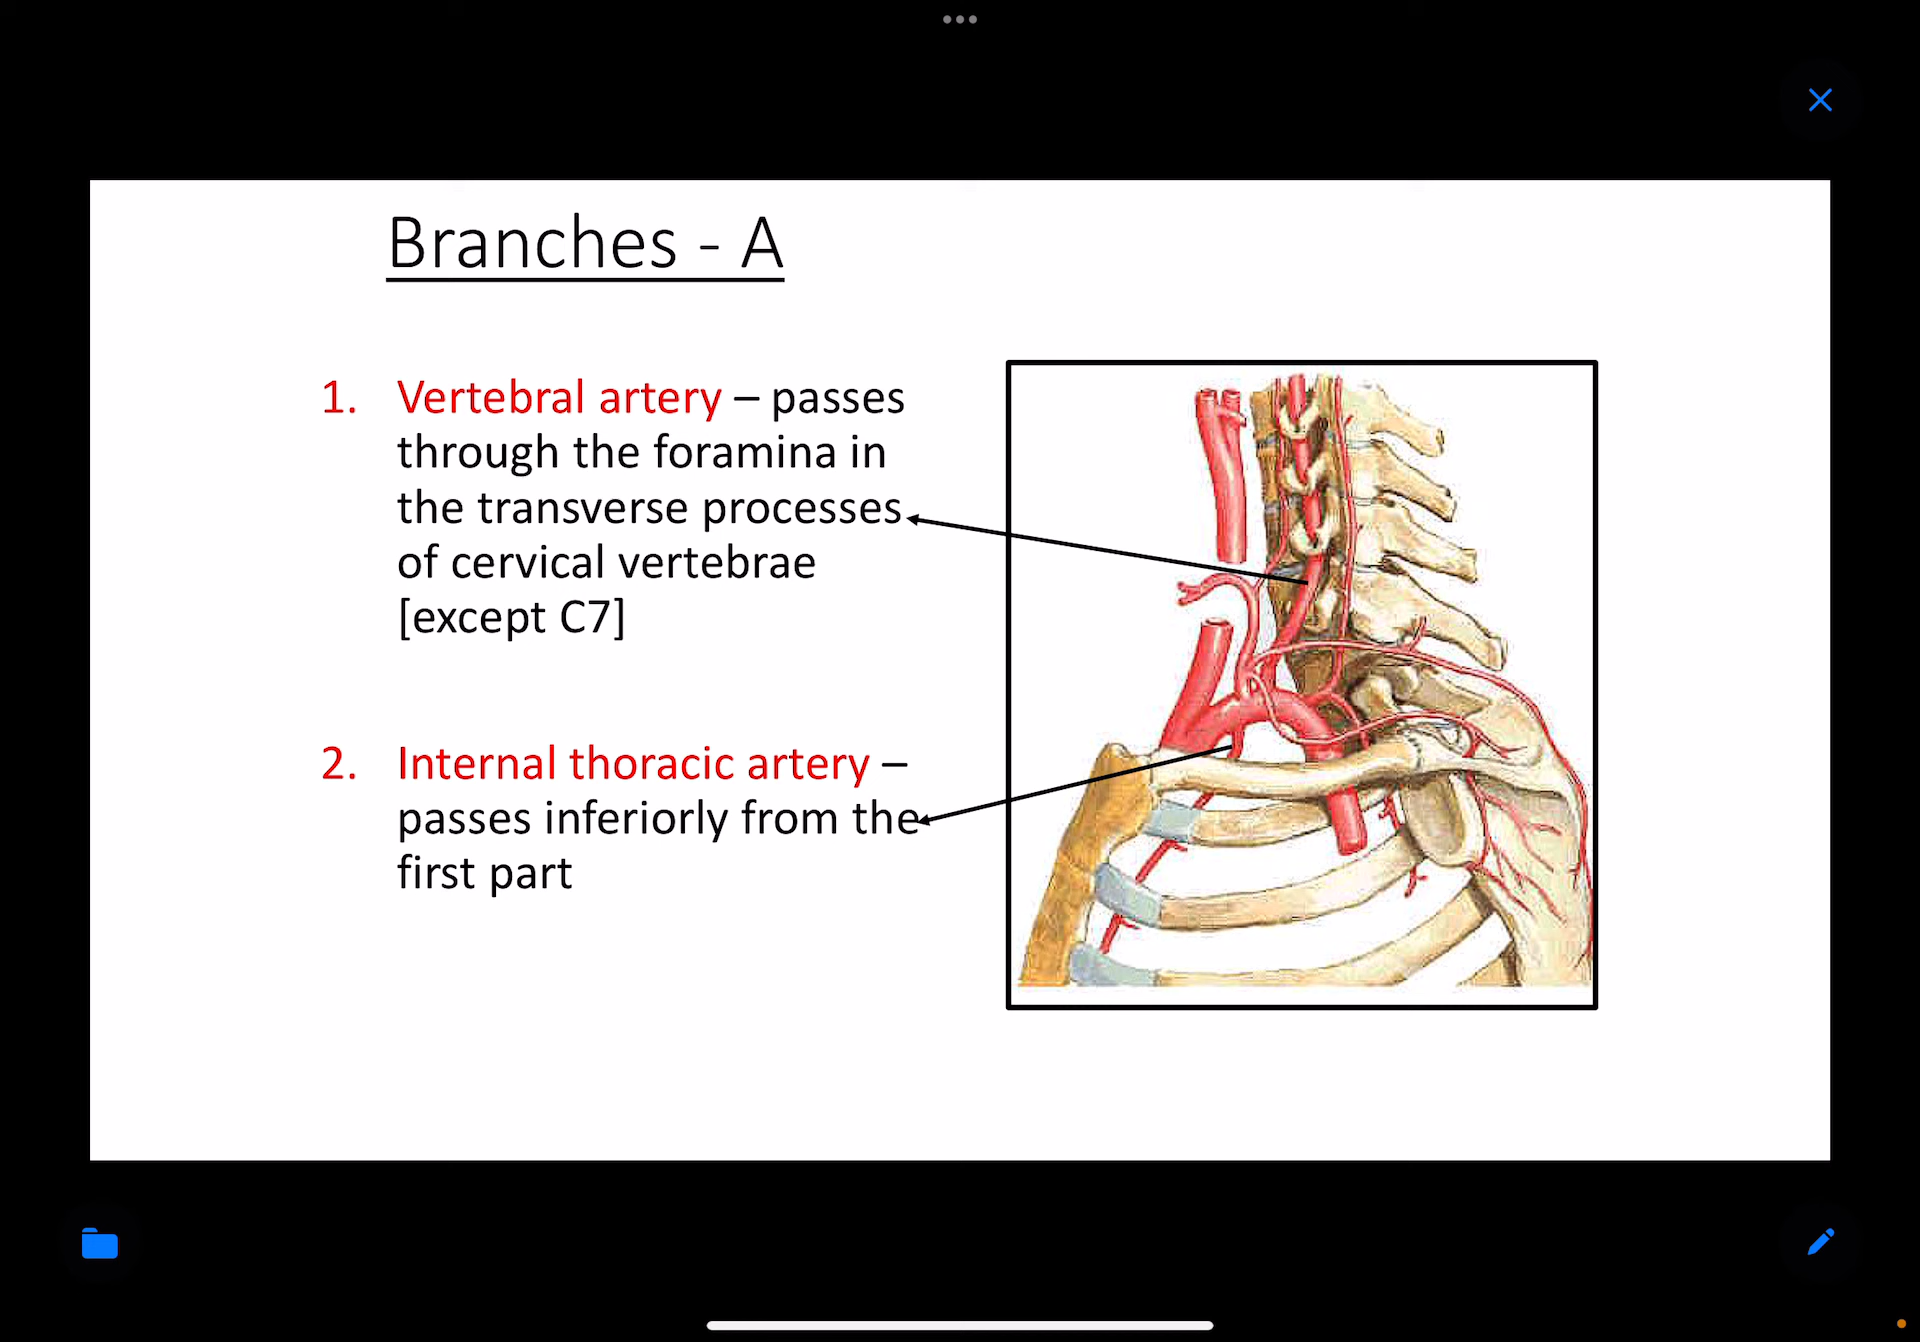 Branches - A
1. Vertebral artery – passes
through the foramina in
the transverse processes
of cervical vertebrae
[except C7]
2. Internal thoracic artery –
passes inferiorly from the
first part